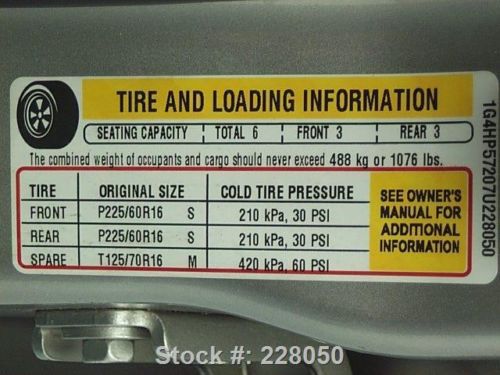 TIRE AND LOADING INFORMATION
SEATING CAPACITY TOTAL 6 FRONT 3 REAR 3
The combined weight of occupants and cargo should never exceed 488 kg or 1076 lbs.
TIRE ORIGINAL SIZE COLD TIRE PRESSURE
FRONT P225/60R16 S 210 kPa, 30 PSI
REAR P225/60R16 S 210 kPa, 30 PSI
SPARE T125/70R16 M 420 kPa, 60 PSI
SEE OWNER'S
MANUAL FOR
ADDITIONAL
INFORMATION
1G4HP57207U228050
Stock #: 228050